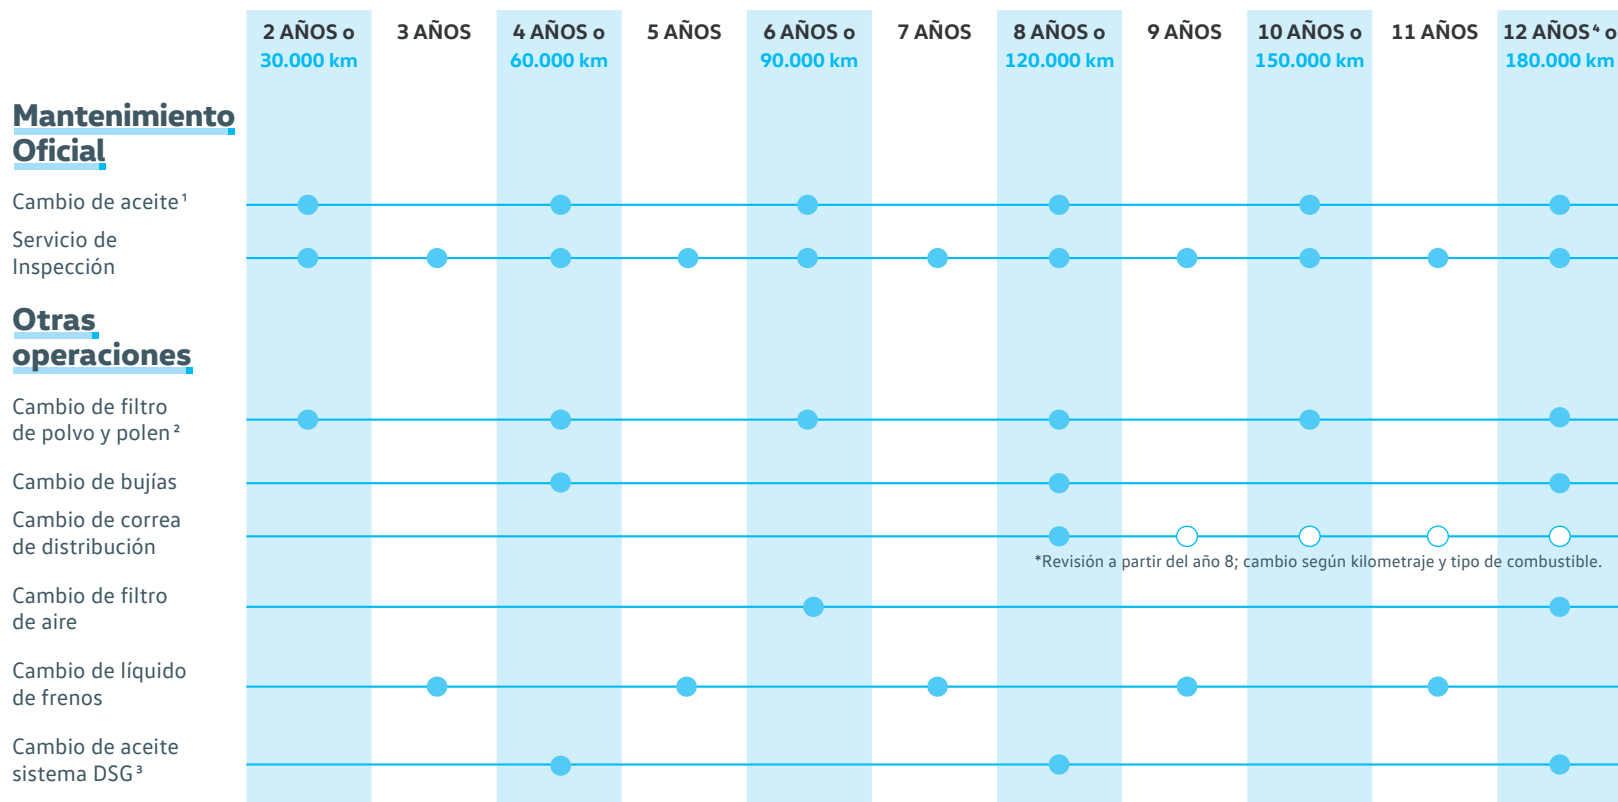 2 AÑOS o 3 AÑOS 4 AÑOS o 5 AÑOS 6 AÑOS o 7 AÑOS 8 AÑOS o 9 AÑOS 10 AÑOS o 11 AÑOS 12 AÑOS⁴ o
30.000 km 60.000 km 90.000 km 120.000 km 150.000 km 180.000 km
Mantenimiento
Oficial
Cambio de aceite¹
Servicio de
Inspección
Otras
operaciones
Cambio de filtro
de polvo y polen²
Cambio de bujías
Cambio de correa
de distribución
*Revisión a partir del año 8; cambio según kilometraje y tipo de combustible.
Cambio de filtro
de aire
Cambio de líquido
de frenos
Cambio de aceite
sistema DSG³